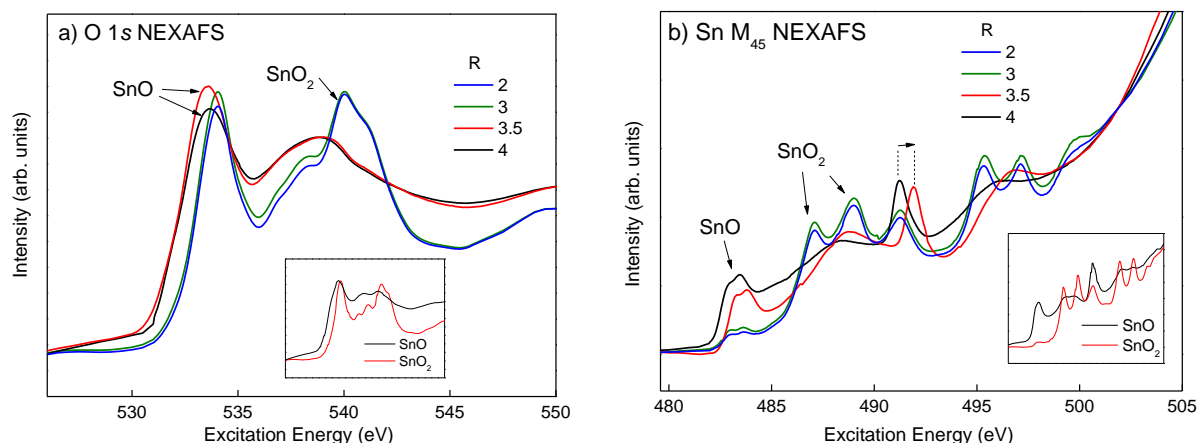 a) O 1s NEXAFS
SnO
SnO2
R
2
3
3.5
4
Intensity (arb. units)
SnO
SnO2
530
535
540
545
550
Excitation Energy (eV)
b) Sn M45 NEXAFS
R
2
3
3.5
4
SnO2
SnO
Intensity (arb. units)
SnO
SnO2
480
485
490
495
500
505
Excitation Energy (eV)